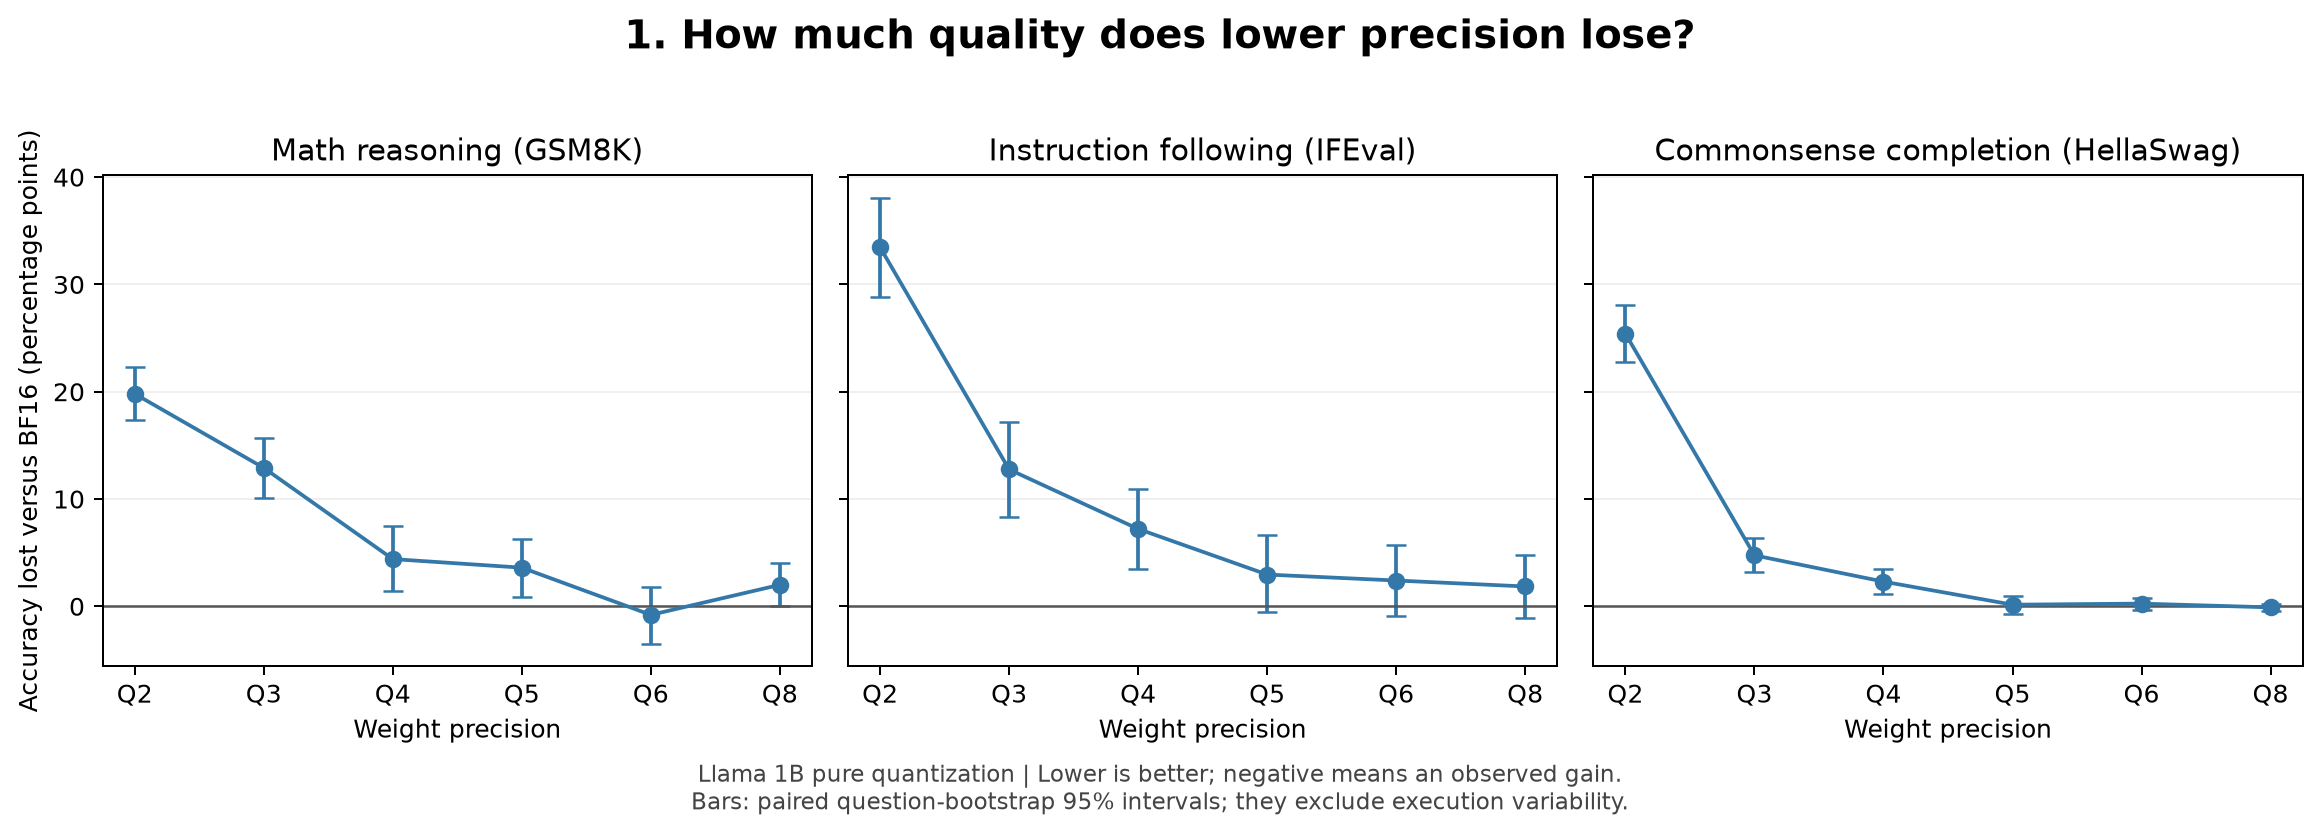 1. How much quality does lower precision lose?
Accuracy lost versus BF16 (percentage points)
Math reasoning (GSM8K)
40
30
20
10
0
Q2 Q3 Q4 Q5 Q6 Q8
Weight precision
Instruction following (IFEval)
Q2 Q3 Q4 Q5 Q6 Q8
Weight precision
Commonsense completion (HellaSwag)
Q2 Q3 Q4 Q5 Q6 Q8
Weight precision
Llama 1B pure quantization | Lower is better; negative means an observed gain.
Bars: paired question-bootstrap 95% intervals; they exclude execution variability.